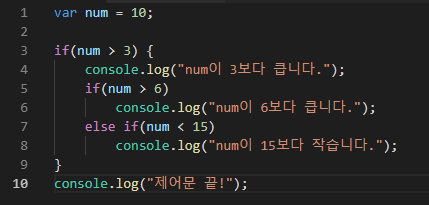 1 var num = 10;
2
3 if(num > 3) {
4     console.log("num이 3보다 큽니다.");
5     if(num > 6)
6         console.log("num이 6보다 큽니다.");
7     else if(num < 15)
8         console.log("num이 15보다 작습니다.");
9 }
10 console.log("제어문 끝!");